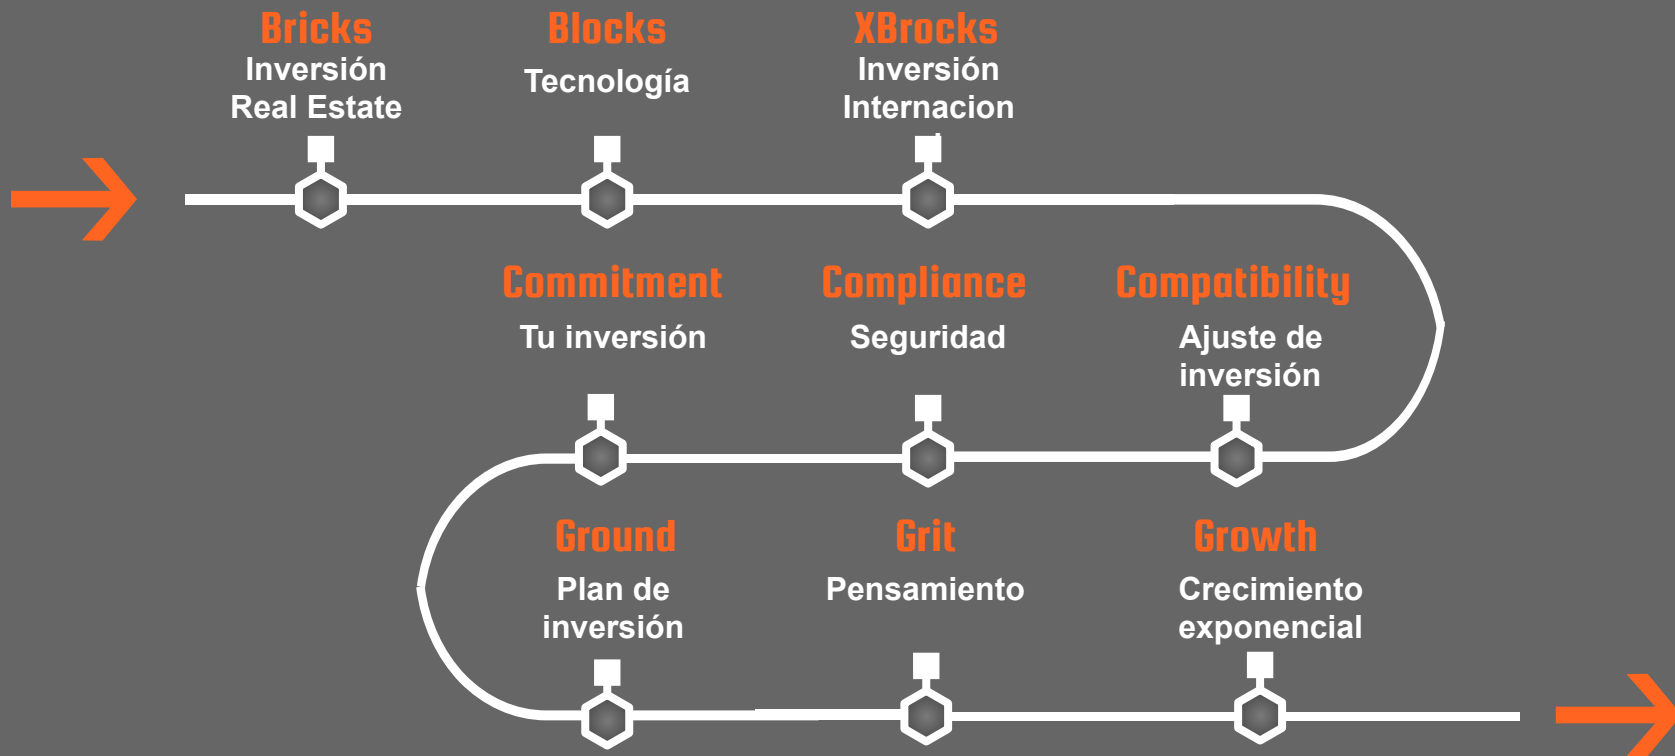 Bricks
Inversión
Real Estate
Blocks
Tecnología
XBrocks
Inversión
Internacion
Commitment
Tu inversión
Compliance
Seguridad
Compatibility
Ajuste de
inversión
Ground
Plan de
inversión
Grit
Pensamiento
Growth
Crecimiento
exponencial